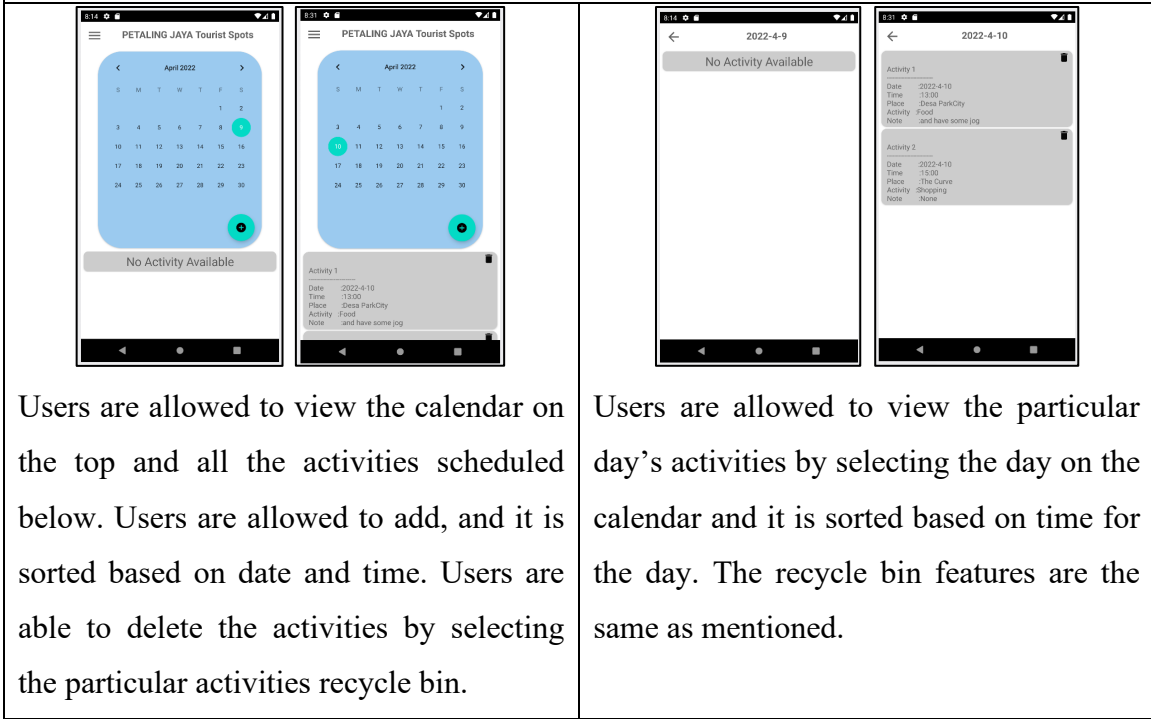 8:14
PETALING JAYA Tourist Spots
April 2022
S M T W T F S
1 2
3 4 5 6 7 8 9
10 11 12 13 14 15 16
17 18 19 20 21 22 23
24 25 26 27 28 29 30
No Activity Available
8:31
PETALING JAYA Tourist Spots
April 2022
S M T W T F S
1 2
3 4 5 6 7 8 9
10 11 12 13 14 15 16
17 18 19 20 21 22 23
24 25 26 27 28 29 30
Activity 1
--------------------
Date :2022-4-10
Time :13:00
Place :Desa ParkCity
Activity :Food
Note :and have some jog
Users are allowed to view the calendar on
the top and all the activities scheduled
below. Users are allowed to add, and it is
sorted based on date and time. Users are
able to delete the activities by selecting
the particular activities recycle bin.
8:14
2022-4-9
No Activity Available
8:31
2022-4-10
Activity 1
--------------------
Date :2022-4-10
Time :13:00
Place :Desa ParkCity
Activity :Food
Note :and have some jog
Activity 2
--------------------
Date :2022-4-10
Time :15:00
Place :The Curve
Activity :Shopping
Note :None
Users are allowed to view the particular
day’s activities by selecting the day on the
calendar and it is sorted based on time for
the day. The recycle bin features are the
same as mentioned.